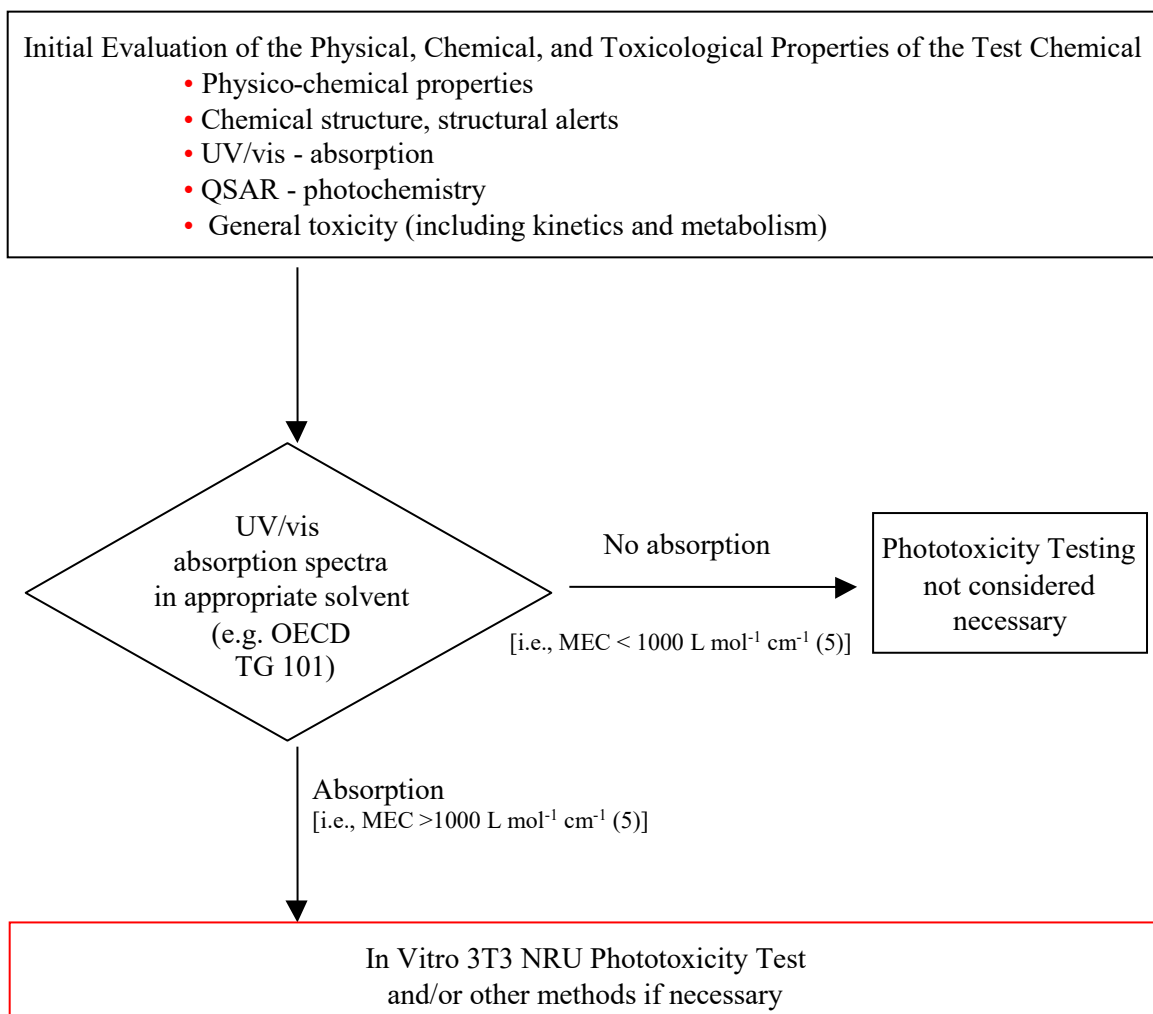 Initial Evaluation of the Physical, Chemical, and Toxicological Properties of the Test Chemical
• Physico-chemical properties
• Chemical structure, structural alerts
• UV/vis - absorption
• QSAR - photochemistry
• General toxicity (including kinetics and metabolism)
UV/vis
absorption spectra
in appropriate solvent
(e.g. OECD
TG 101)
No absorption
[i.e., MEC < 1000 L mol⁻¹ cm⁻¹ (5)]
Phototoxicity Testing
not considered
necessary
Absorption
[i.e., MEC >1000 L mol⁻¹ cm⁻¹ (5)]
In Vitro 3T3 NRU Phototoxicity Test
and/or other methods if necessary